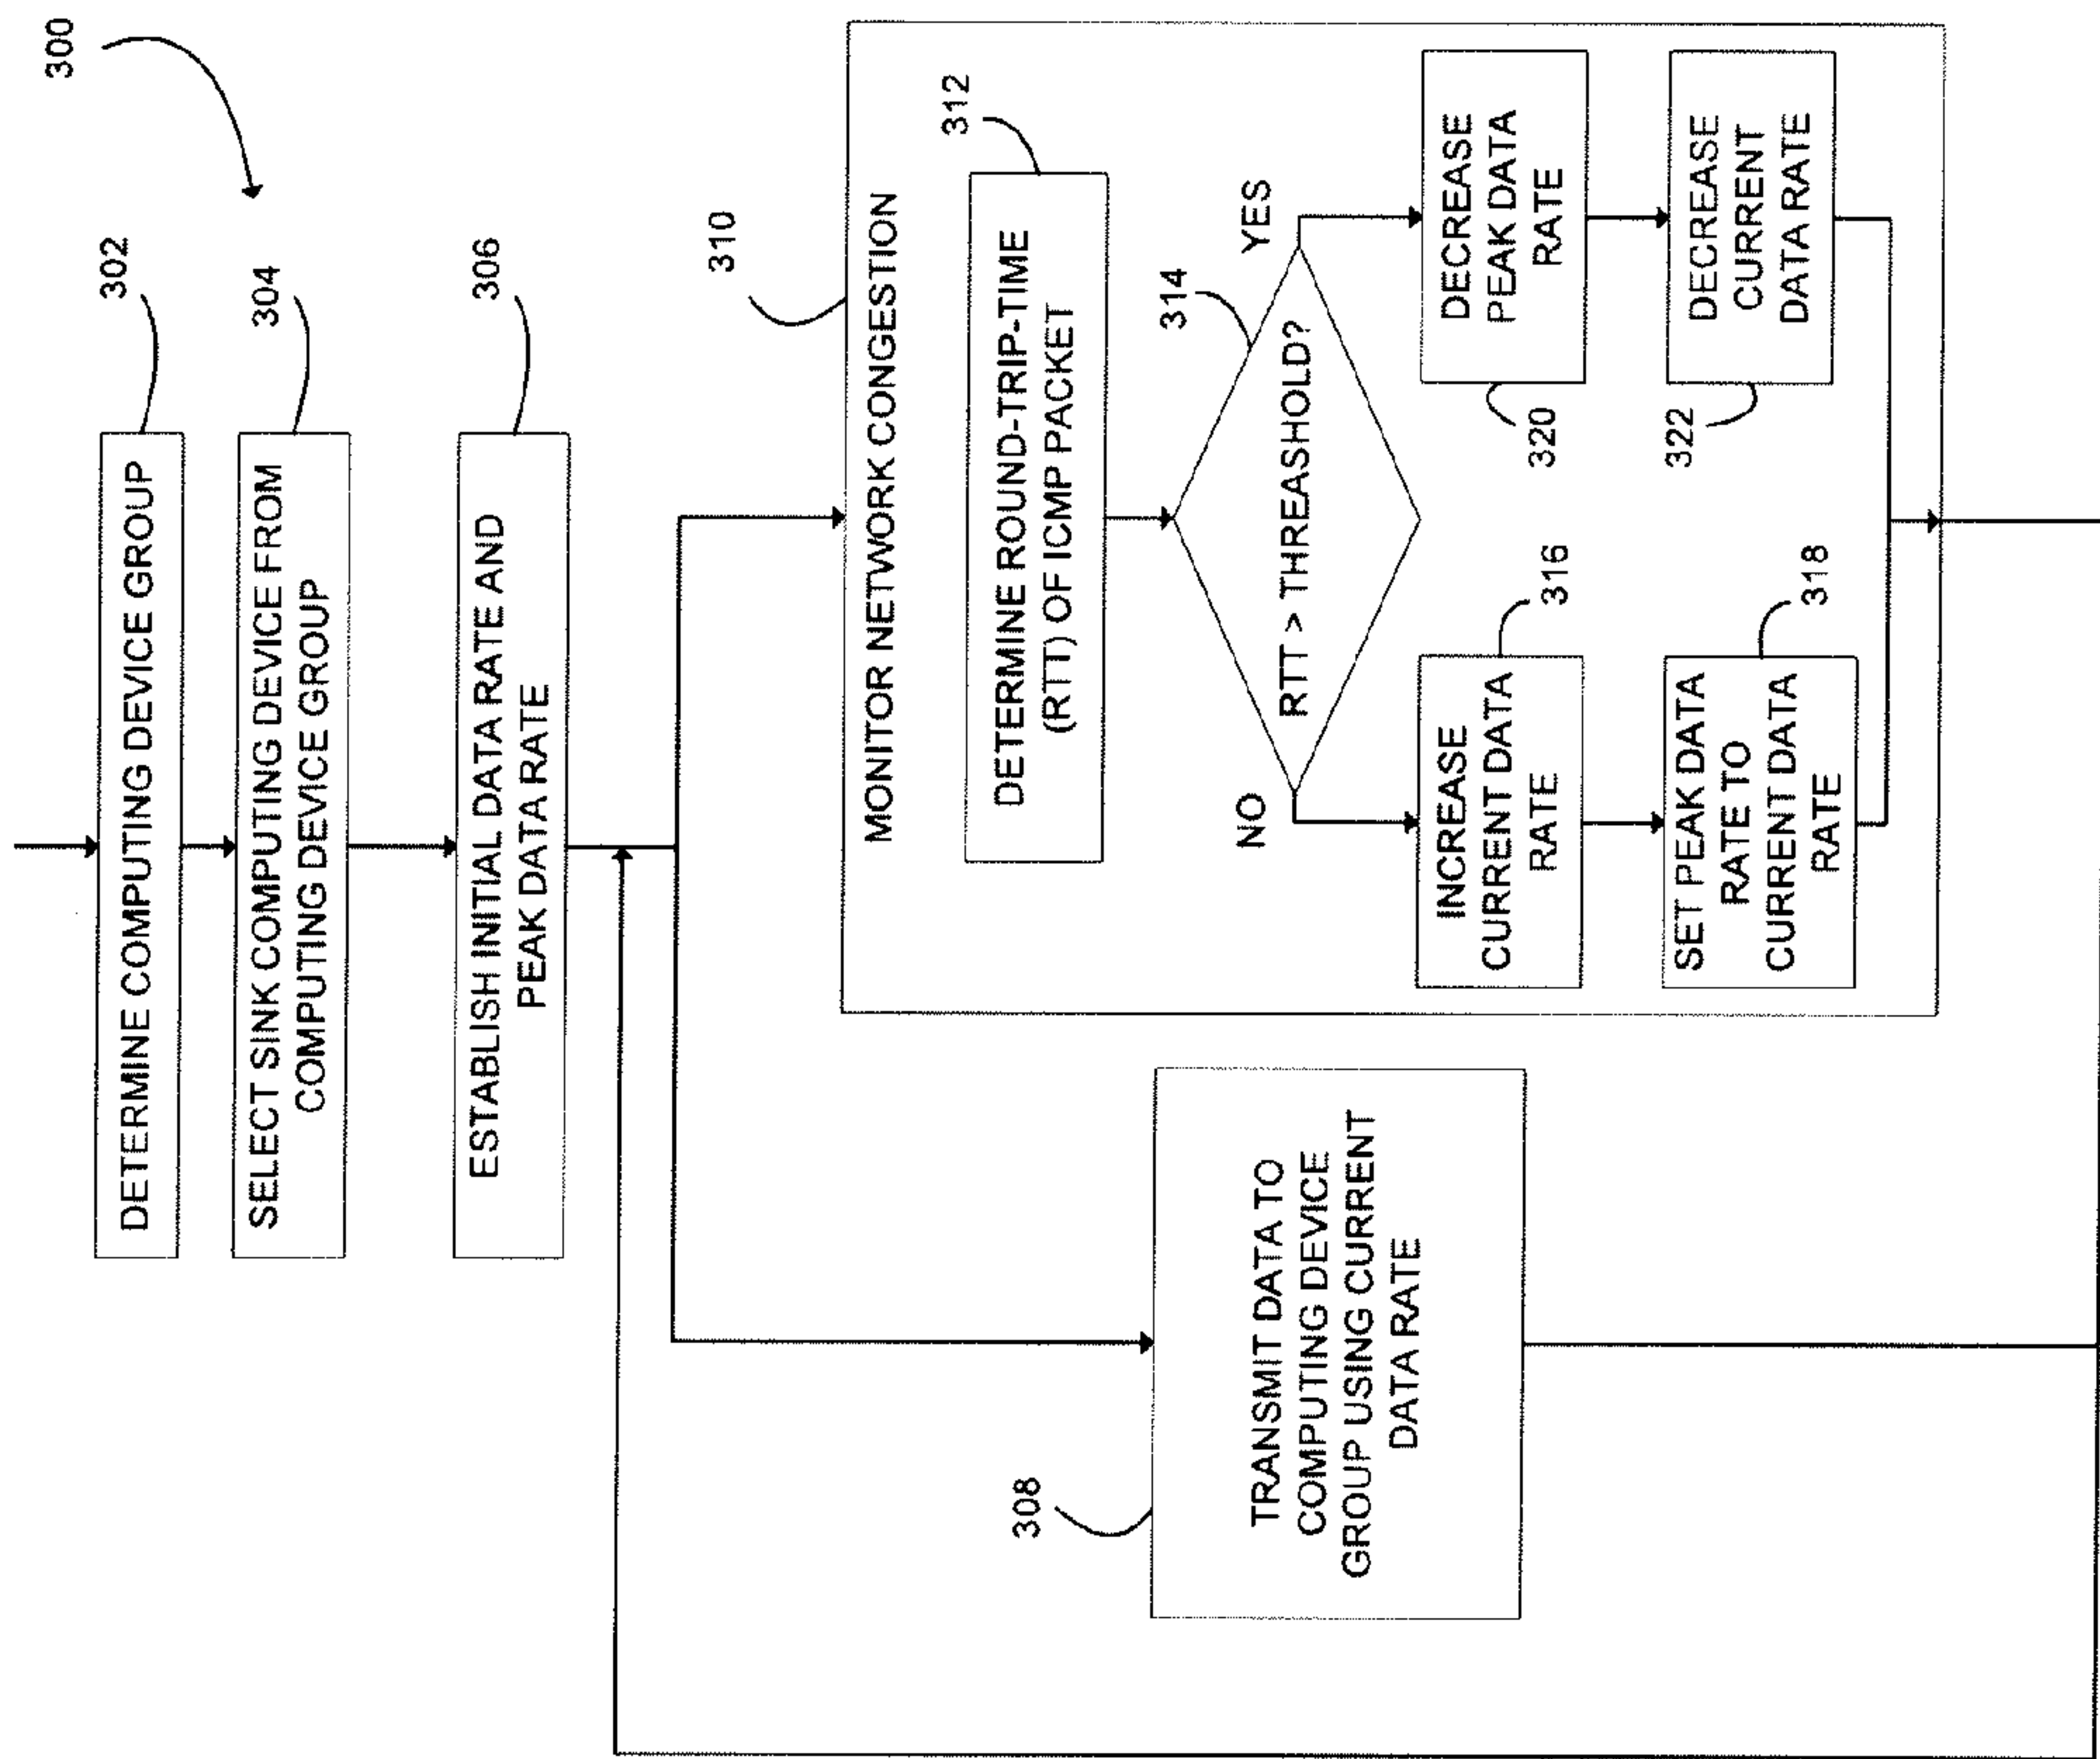 300
302
DETERMINE COMPUTING DEVICE GROUP
304
SELECT SINK COMPUTING DEVICE FROM
COMPUTING DEVICE GROUP
306
ESTABLISH INITIAL DATA RATE AND
PEAK DATA RATE
308
TRANSMIT DATA TO
COMPUTING DEVICE
GROUP USING CURRENT
DATA RATE
310
MONITOR NETWORK CONGESTION
312
DETERMINE ROUND-TRIP-TIME
(RTT) OF ICMP PACKET
314
RTT > THREASHOLD?
NO
YES
INCREASE
CURRENT DATA
RATE
316
SET PEAK DATA
RATE TO
CURRENT DATA
RATE
318
DECREASE
PEAK DATA
RATE
320
DECREASE
CURRENT
DATA RATE
322